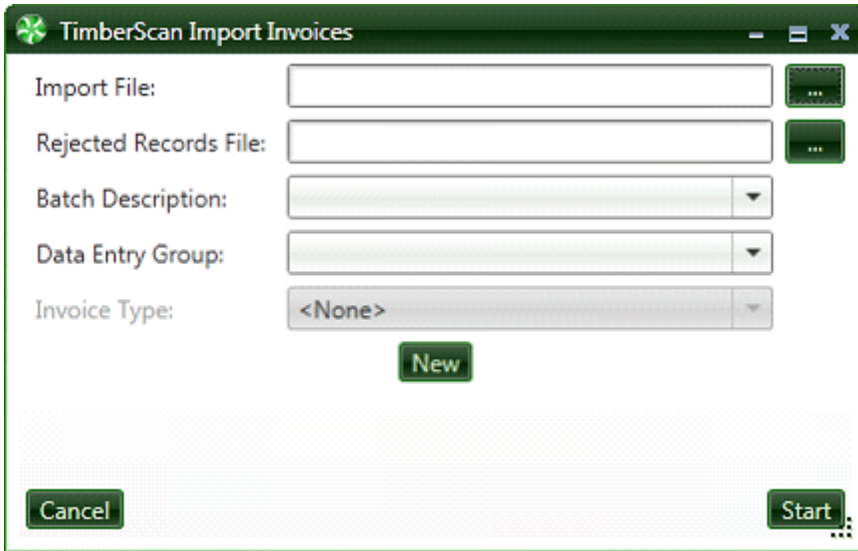 TimberScan Import Invoices
Import File:
...
Rejected Records File:
...
Batch Description:
Data Entry Group:
Invoice Type: <None>
New
Cancel Start